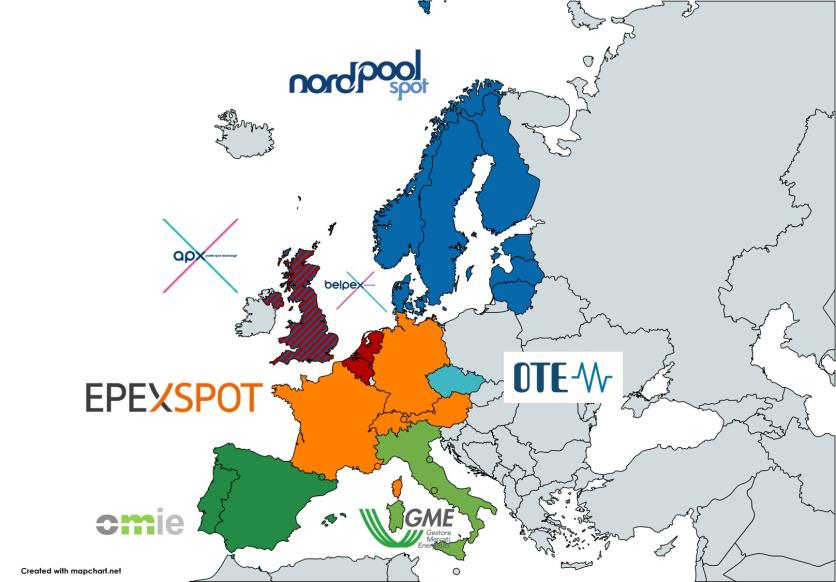 nordpool
spot
apx power spot exchange
belpex
EPEXSPOT
OTE
omie
GME
Gestore
Mercati
Energetici
Created with mapchart.net